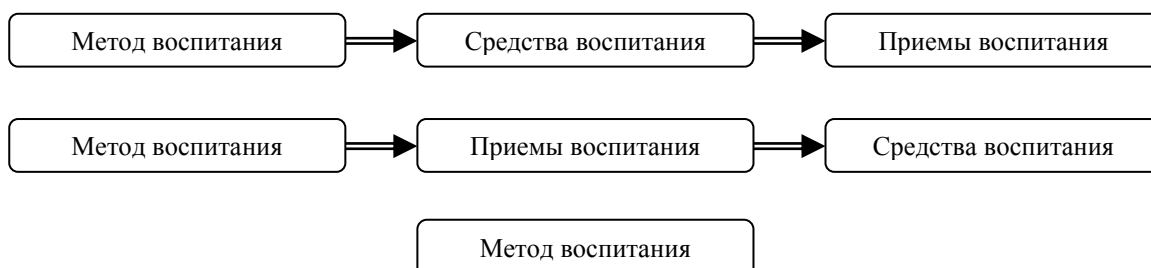 Метод воспитания Средства воспитания Приемы воспитания
Метод воспитания Приемы воспитания Средства воспитания
Метод воспитания